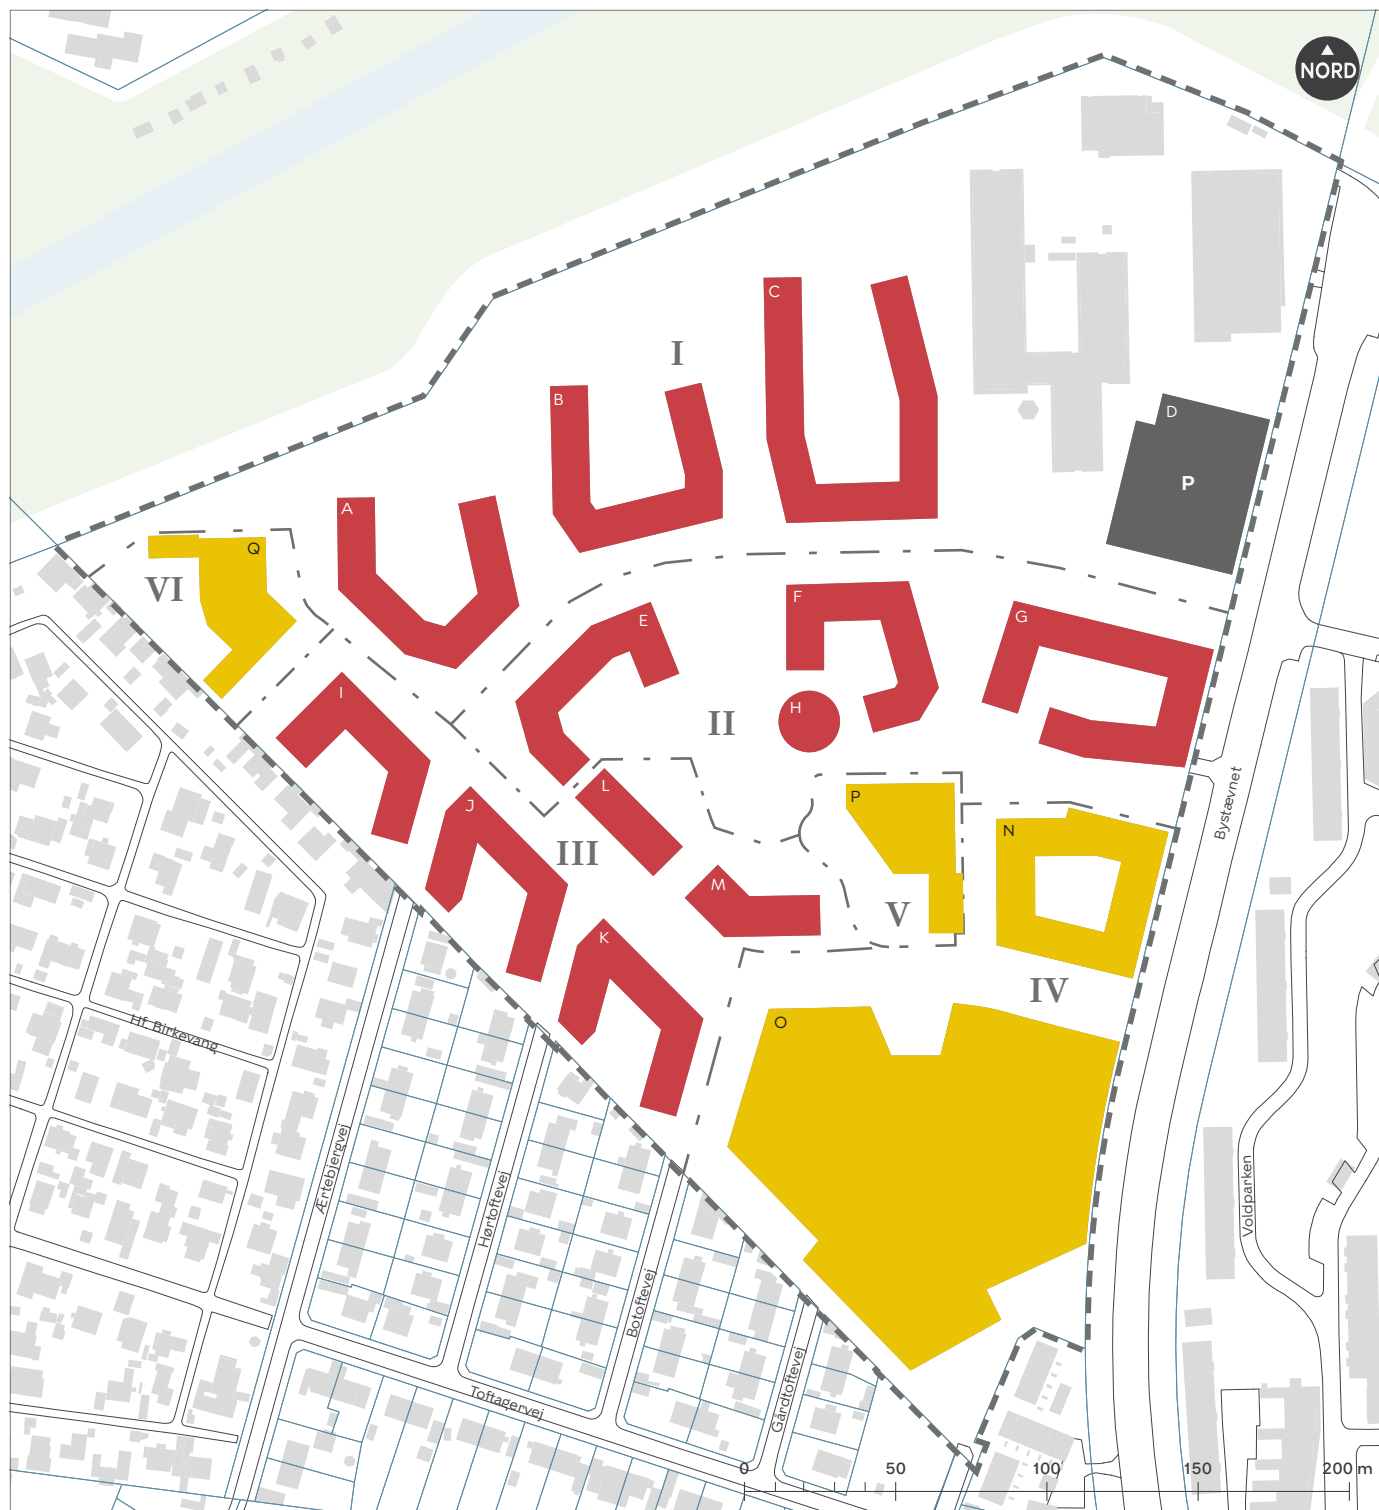 NORD
C
I
B
D
P
A
Q
VI
E
F
G
I
H
II
L
P
J
N
III
M
V
K
IV
O
Bystævnet
Hf. Birkevang
Ærtebjergvej
Hørtoftevej
Voldparken
Botoftevej
Gårdtoftevej
Toftagervej
0 50 100 150 200 m